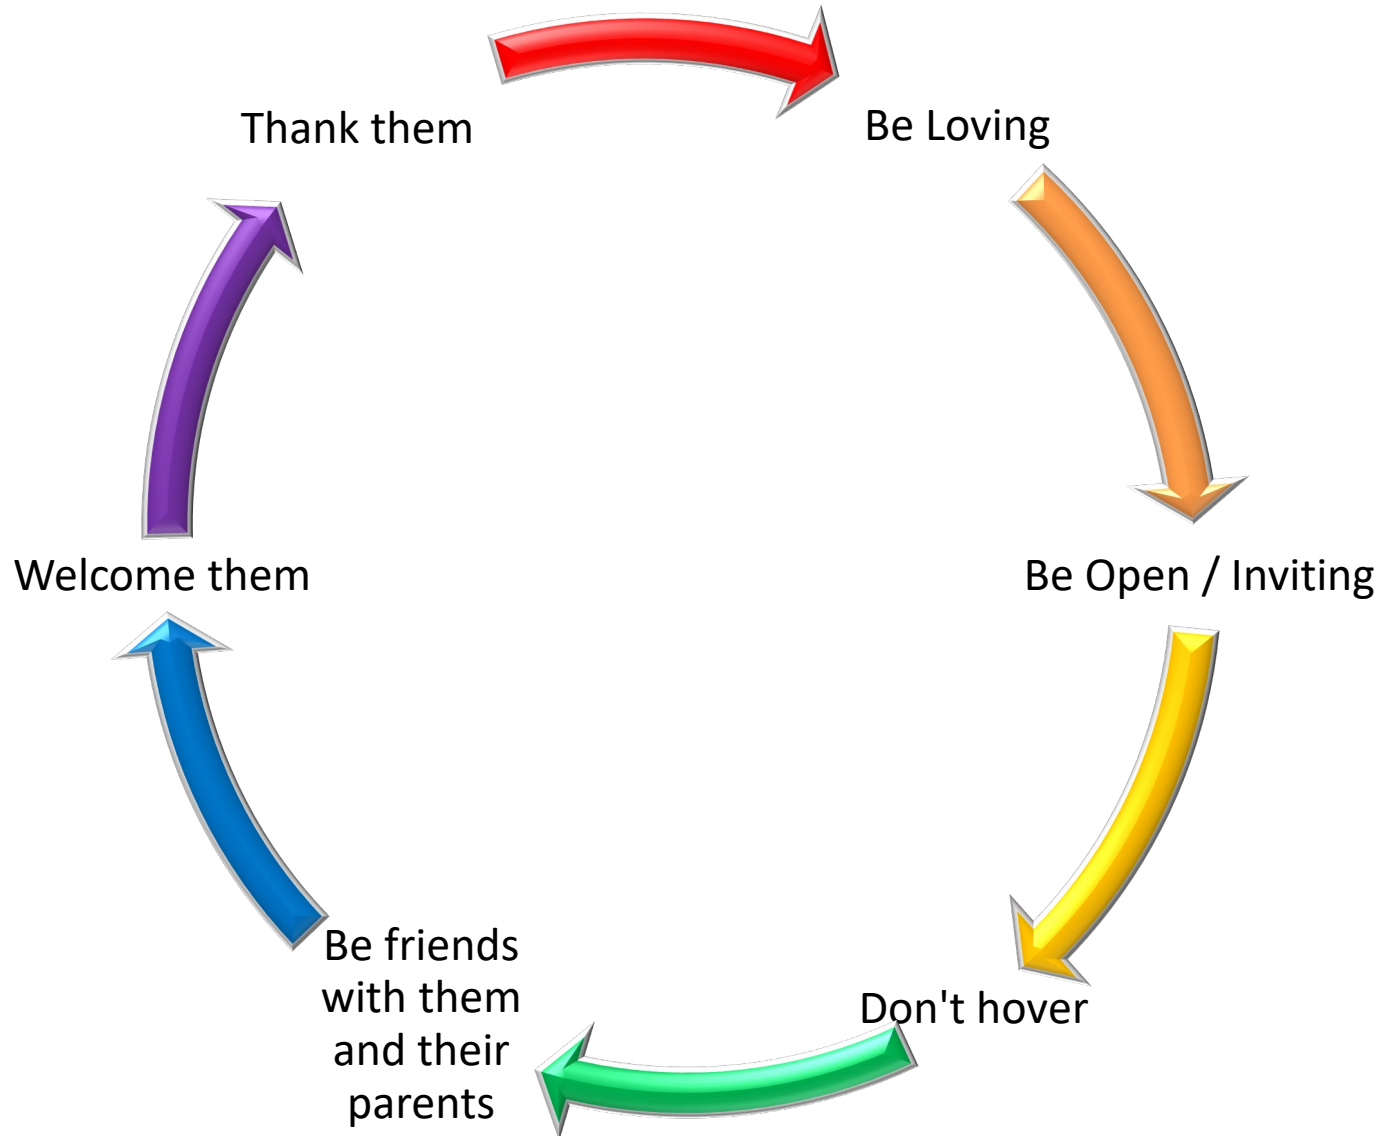 Thank them
Be Loving
Welcome them
Be Open / Inviting
Be friends
with them
and their
parents
Don't hover